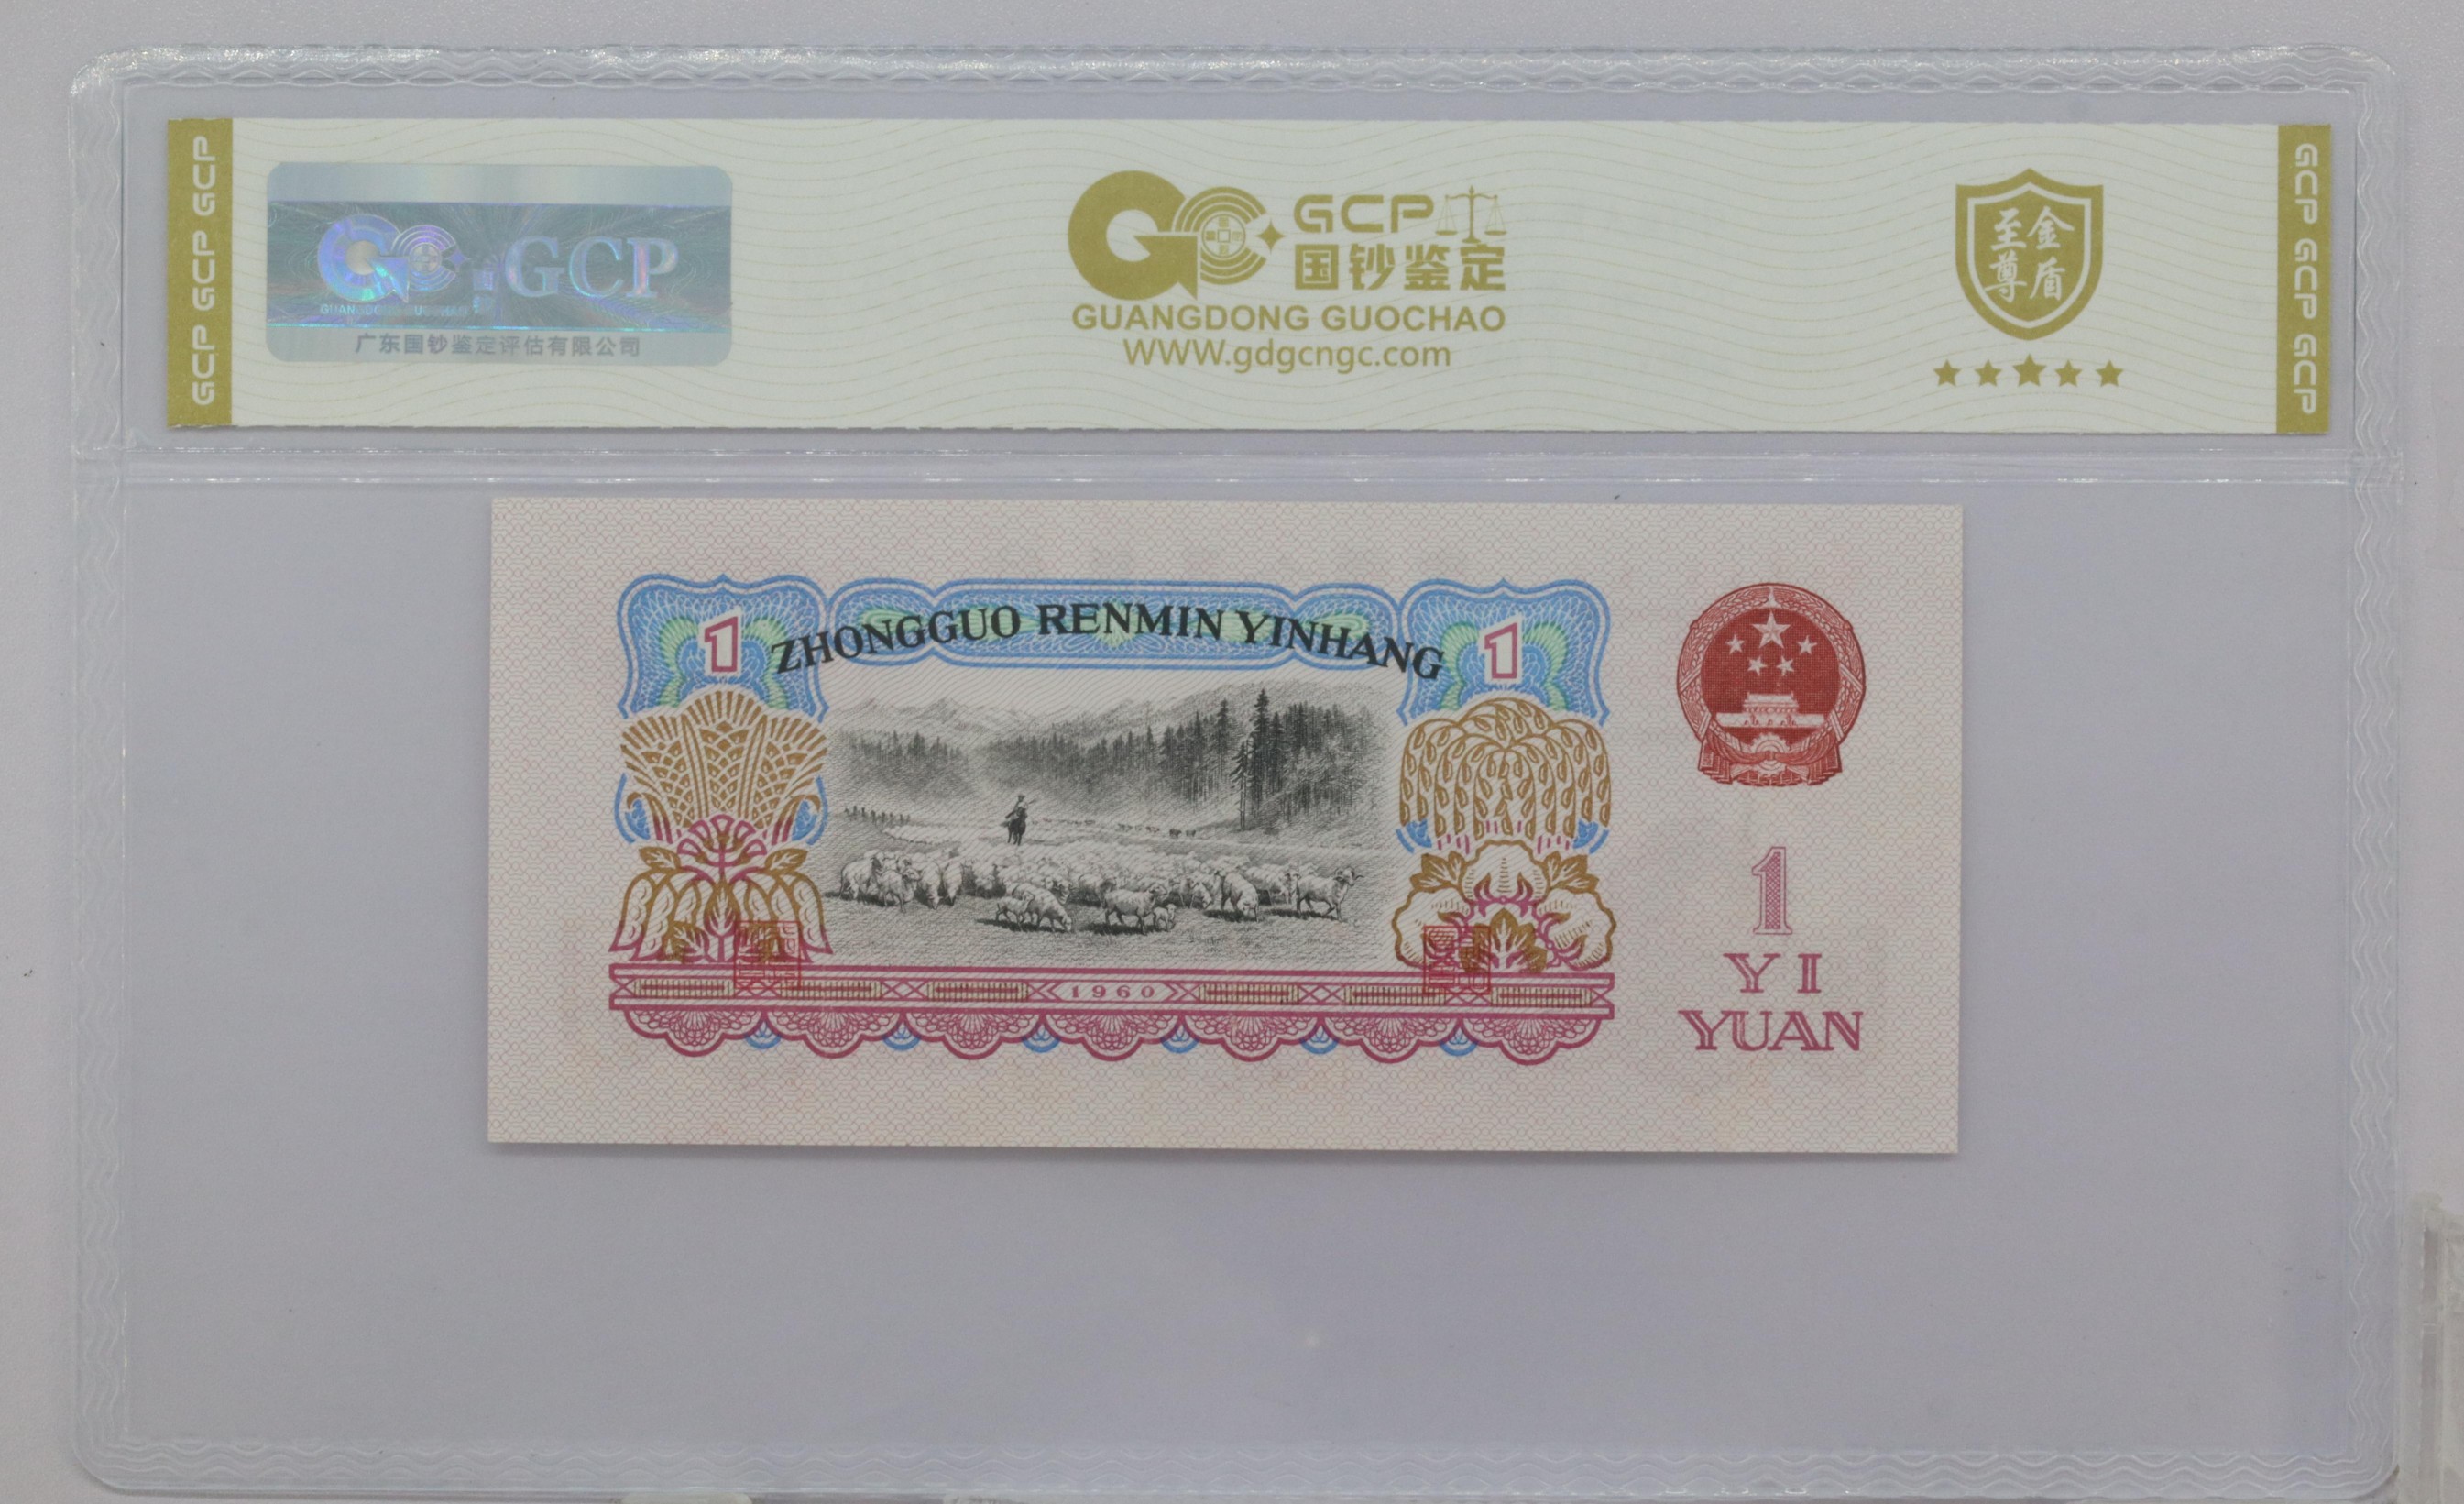 GCP GCP GCP
GCP
GUANGDONG GUOCHAO
广东国钞鉴定评估有限公司
GCP
国钞鉴定
GUANGDONG GUOCHAO
WWW.gdgcngc.com
至尊
金盾
GCP GCP GCP
1
ZHONGGUO RENMIN YINHANG
1
1
YI
YUAN
1960